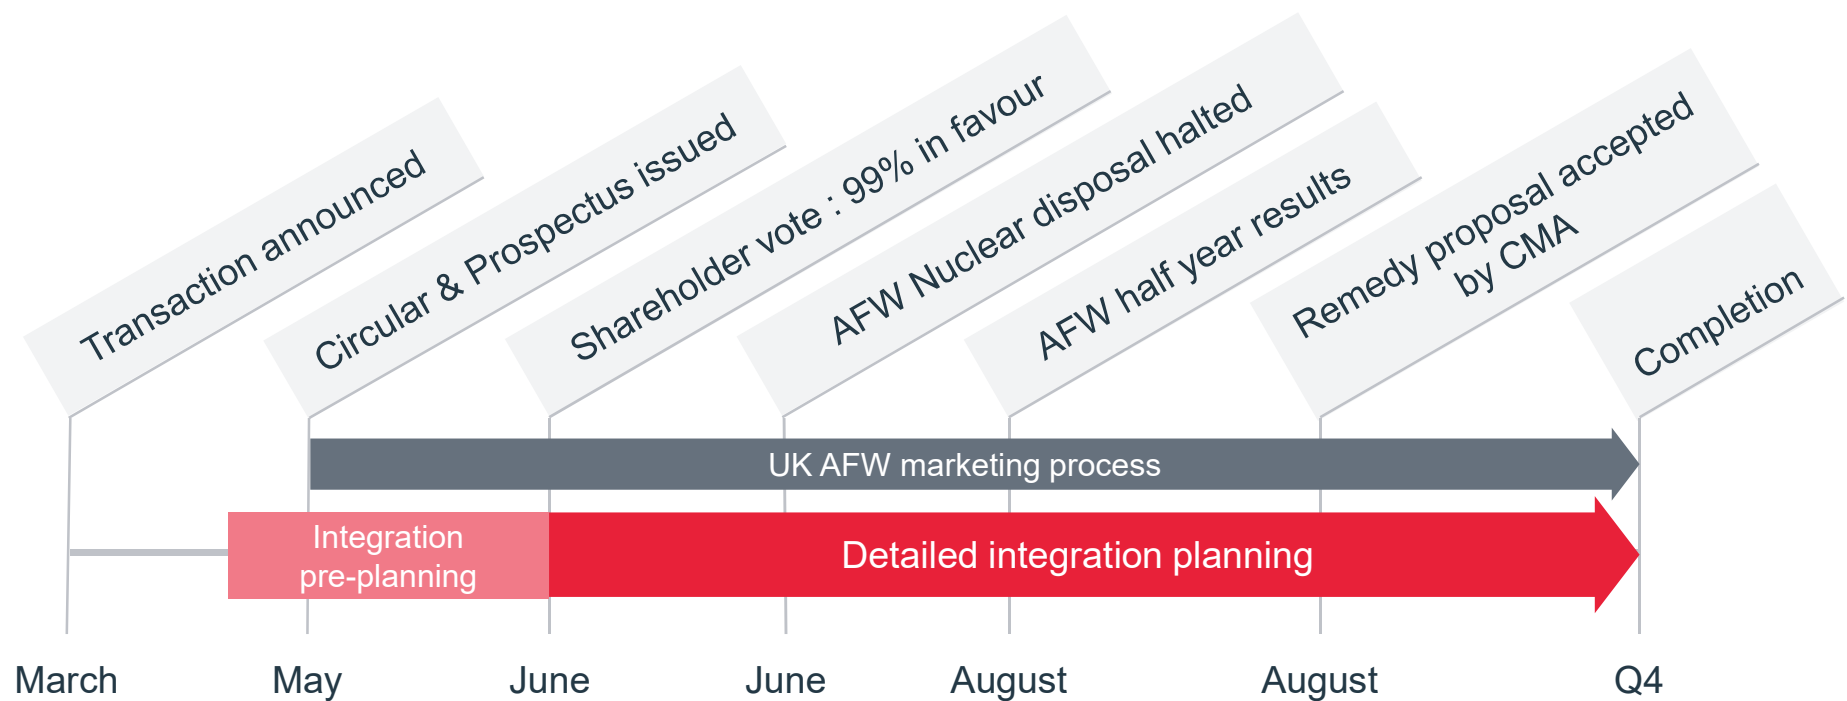 Transaction announced
Circular & Prospectus issued
Shareholder vote : 99% in favour
AFW Nuclear disposal halted
AFW half year results
Remedy proposal accepted
by CMA
Completion
UK AFW marketing process
Integration
pre-planning
Detailed integration planning
March
May
June
June
August
August
Q4